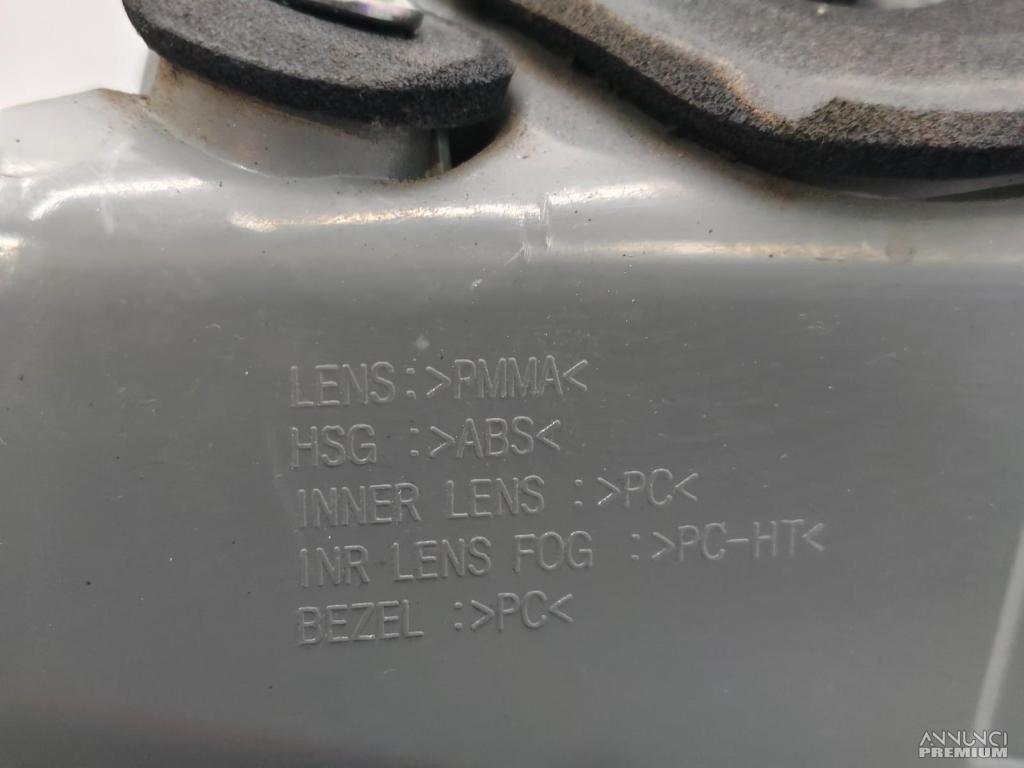 LENS:>PMMA<
HSG :>ABS<
INNER LENS :>PC<
INR LENS FOG :>PC-HT<
BEZEL :>PC<
ANNUNCI
PREMIUM